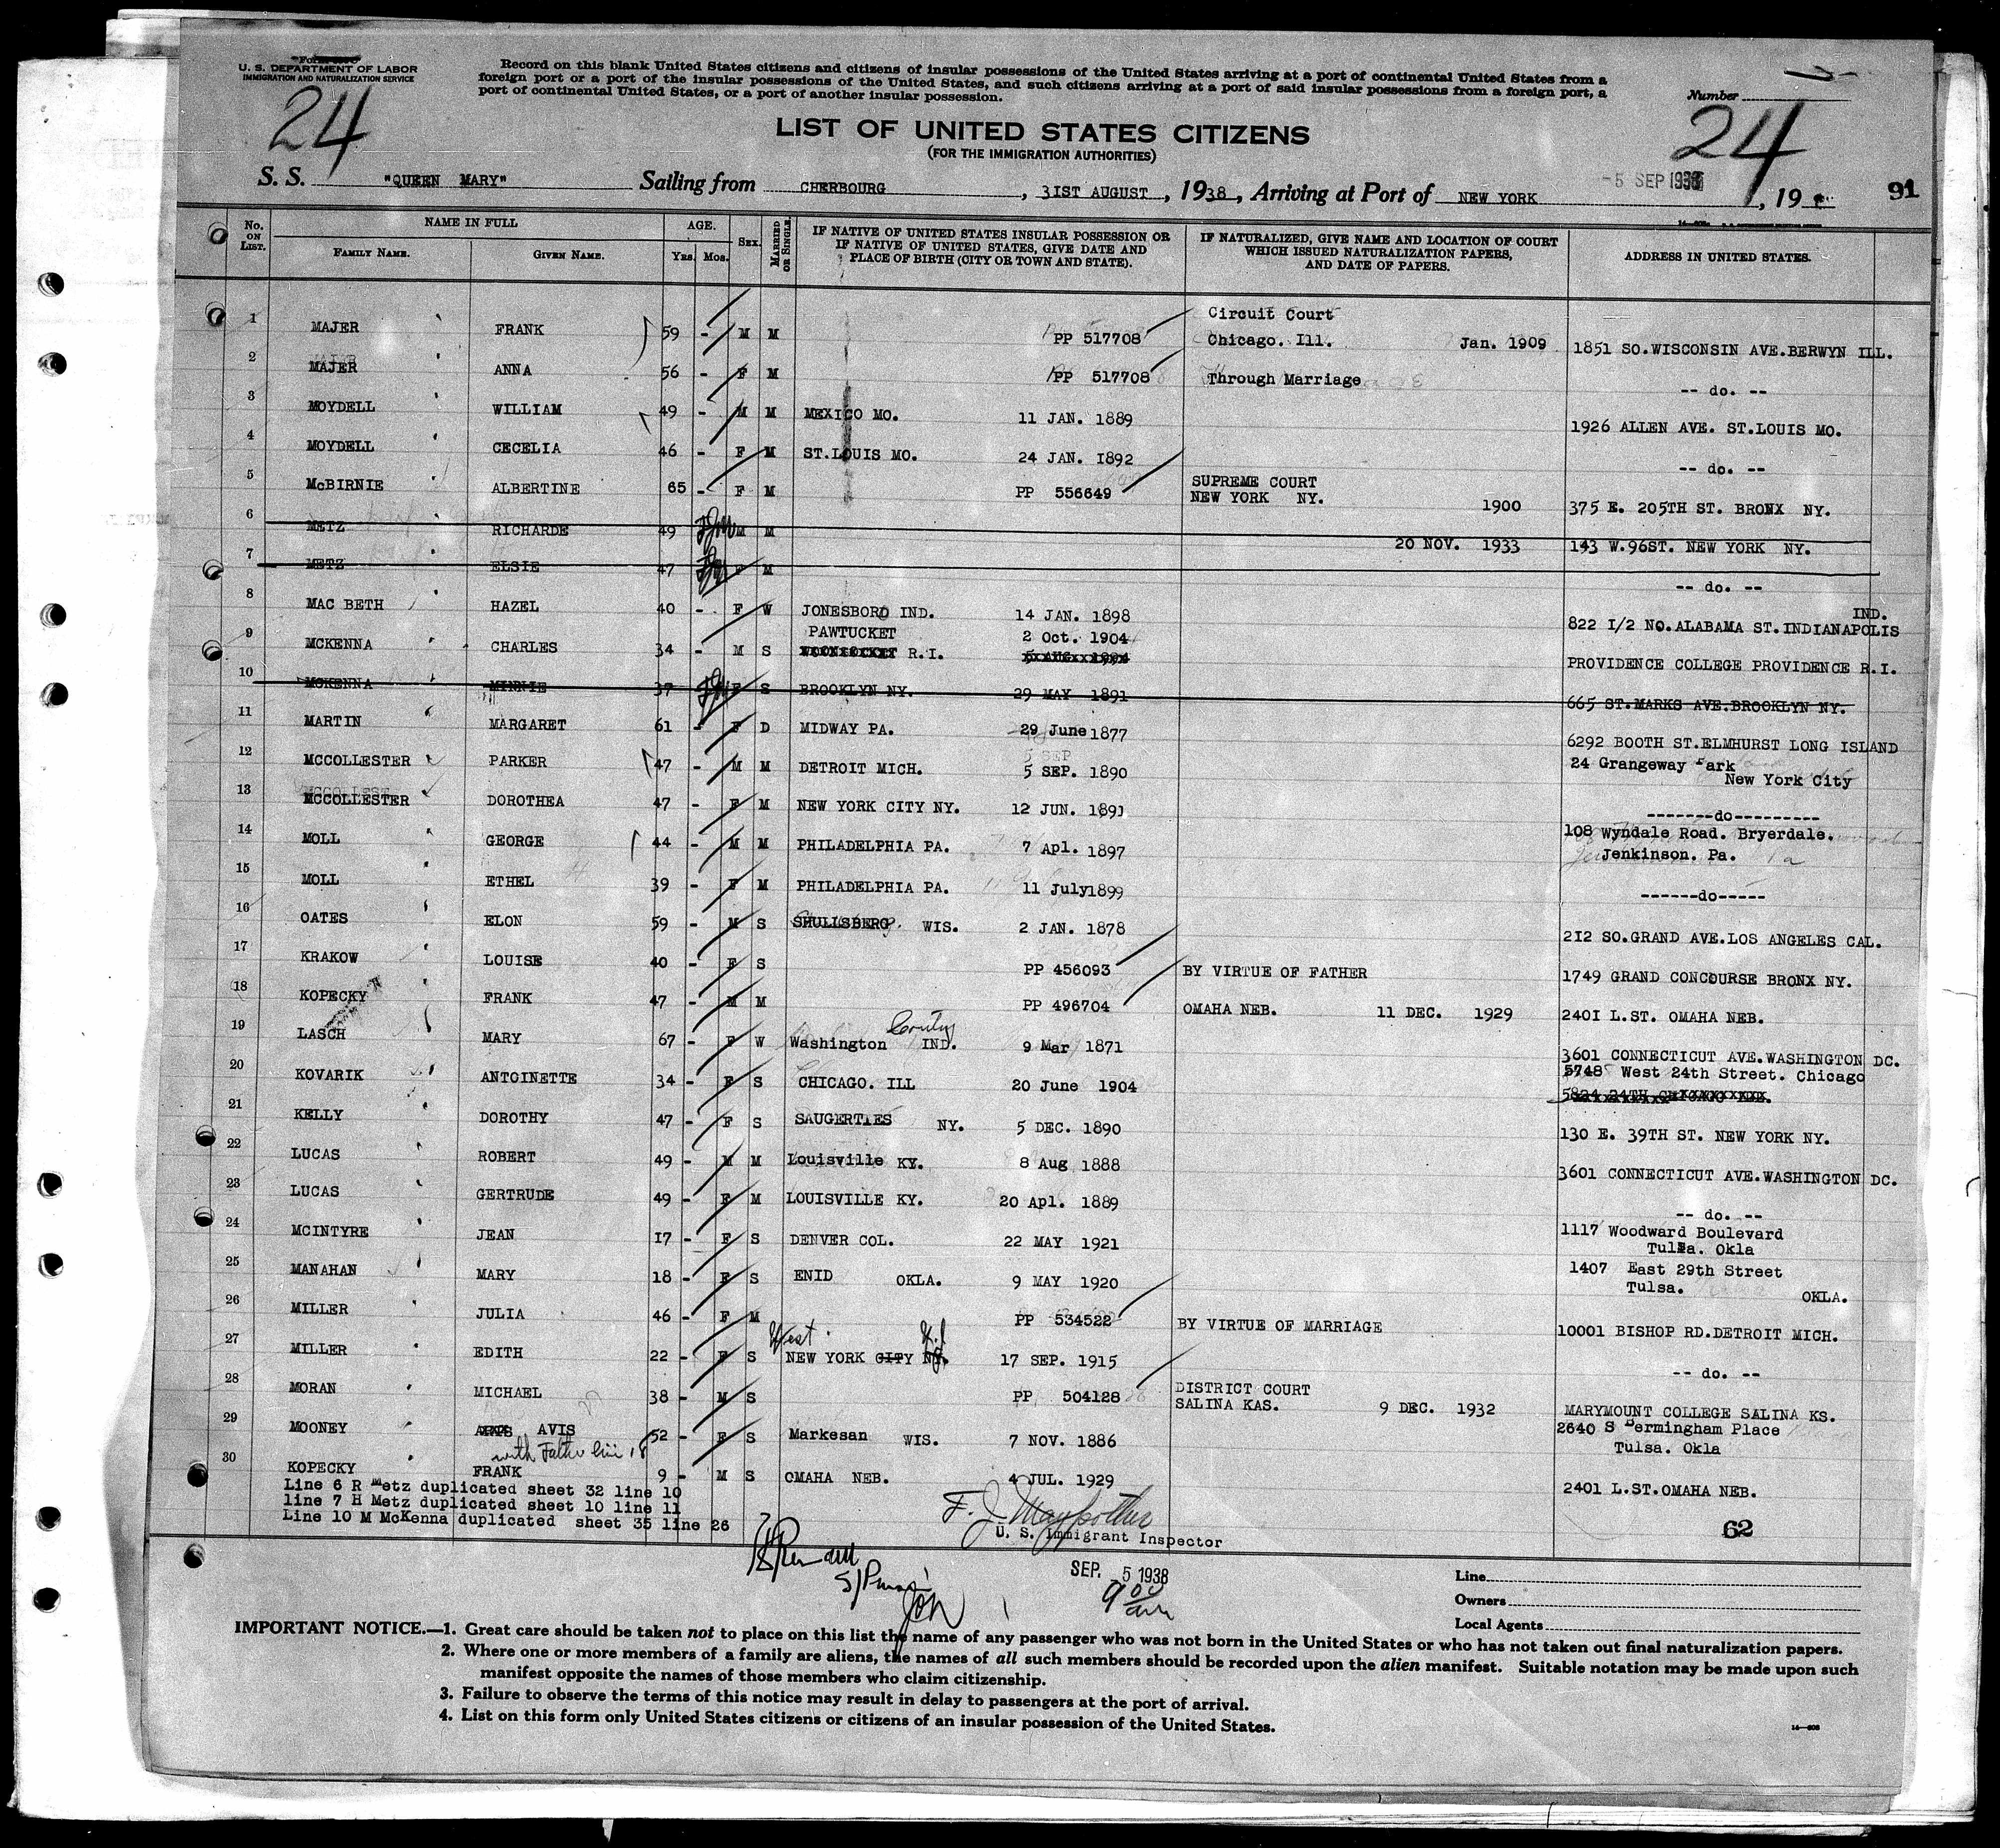 U. S. DEPARTMENT OF LABOR
IMMIGRATION AND NATURALIZATION SERVICE
Record on this blank United States citizens and citizens of insular possessions of the United States arriving at a port of continental United States from a
foreign port or a port of the insular possessions of the United States, and such citizens arriving at a port of said insular possessions from a foreign port, a
port of continental United States, or a port of another insular possession.
Number
24
24
LIST OF UNITED STATES CITIZENS
(FOR THE IMMIGRATION AUTHORITIES)
S. S. "QUEEN MARY" Sailing from CHERBOURG, 31ST AUGUST, 1938, Arriving at Port of NEW YORK -5 SEP 1938, 19 91
No. ON LIST. NAME IN FULL FAMILY NAME. GIVEN NAME. AGE. Yrs. Mos. SEX. MARRIED OR SINGLE. IF NATIVE OF UNITED STATES INSULAR POSSESSION OR IF NATIVE OF UNITED STATES, GIVE DATE AND PLACE OF BIRTH (CITY OR TOWN AND STATE). IF NATURALIZED, GIVE NAME AND LOCATION OF COURT WHICH ISSUED NATURALIZATION PAPERS, AND DATE OF PAPERS. ADDRESS IN UNITED STATES.
1 MAJER FRANK 59 - M M PP 517708 Circuit Court Chicago. Ill. Jan. 1909 1851 SO.WISCONSIN AVE.BERWYN ILL.
2 MAJER ANNA 56 - F M PP 517708 Through Marriage -- do. --
3 MOYDELL WILLIAM 49 - M M MEXICO MO. 11 JAN. 1889 1926 ALLEN AVE. ST.LOUIS MO.
4 MOYDELL CECELIA 46 - F M ST.LOUIS MO. 24 JAN. 1892 -- do. --
5 McBIRNIE ALBERTINE 65 - F M PP 556649 SUPREME COURT NEW YORK NY. 1900 375 E. 205TH ST. BRONX NY.
6 METZ RICHARDE 49 M M 20 NOV. 1933 143 W.96ST. NEW YORK NY.
7 METZ ELSIE 47 F M -- do. --
8 MAC BETH HAZEL 40 - F W JONESBORO IND. 14 JAN. 1898 822 1/2 NO.ALABAMA ST.INDIANAPOLIS IND.
9 MCKENNA CHARLES 34 - M S PAWTUCKET WOONSOCKET R.I. 2 Oct. 1904 PROVIDENCE COLLEGE PROVIDENCE R.I.
10 MCKENNA MINNIE 37 F S BROOKLYN NY. 29 MAY 1891 665 ST.MARKS AVE.BROOKLYN NY.
11 MARTIN MARGARET 61 - F D MIDWAY PA. 29 June 1877 6292 BOOTH ST.ELMHURST LONG ISLAND
12 MCCOLLESTER PARKER 47 - M M DETROIT MICH. 5 SEP. 1890 24 Grangeway Park New York City
13 MCCOLLESTER DOROTHEA 47 - F M NEW YORK CITY NY. 12 JUN. 1891 -------do---------
14 MOLL GEORGE 44 - M M PHILADELPHIA PA. 7 Apl. 1897 108 Wyndale Road. Bryerdale. Jenkinson. Pa.
15 MOLL ETHEL 39 - F M PHILADELPHIA PA. 11 July 1899 ------do-----
16 OATES ELON 59 - M S SHULLSBERG WIS. 2 JAN. 1878 212 SO.GRAND AVE.LOS ANGELES CAL.
17 KRAKOW LOUISE 40 - F S PP 456093 BY VIRTUE OF FATHER 1749 GRAND CONCOURSE BRONX NY.
18 KOPECKY FRANK 47 - M M PP 496704 OMAHA NEB. 11 DEC. 1929 2401 L.ST. OMAHA NEB.
19 LASCH MARY 67 - F W Washington County IND. 9 Mar 1871 3601 CONNECTICUT AVE.WASHINGTON DC.
20 KOVARIK ANTOINETTE 34 - F S CHICAGO. ILL 20 June 1904 5748 West 24th Street. Chicago
21 KELLY DOROTHY 47 - F S SAUGERTIES NY. 5 DEC. 1890 130 E. 39TH ST. NEW YORK NY.
22 LUCAS ROBERT 49 - M M Louisville KY. 8 Aug 1888 3601 CONNECTICUT AVE.WASHINGTON DC.
23 LUCAS GERTRUDE 49 - F M LOUISVILLE KY. 20 Apl. 1889 -- do. --
24 MCINTYRE JEAN 17 - F S DENVER COL. 22 MAY 1921 1117 Woodward Boulevard Tulsa. Okla
25 MANAHAN MARY 18 - F S ENID OKLA. 9 MAY 1920 1407 East 29th Street Tulsa. OKLA.
26 MILLER JULIA 46 - F M PP 534522 BY VIRTUE OF MARRIAGE 10001 BISHOP RD.DETROIT MICH.
27 MILLER EDITH 22 - F S West NEW YORK CITY NY. N.J 17 SEP. 1915 -- do. --
28 MORAN MICHAEL 38 - M S PP 504128 DISTRICT COURT SALINA KAS. 9 DEC. 1932 MARYMOUNT COLLEGE SALINA KS.
29 MOONEY AVIS 52 - F S Markesan WIS. 7 NOV. 1886 2640 S Bermingham Place Tulsa. Okla
with Father line 18
30 KOPECKY FRANK 9 - M S OMAHA NEB. 4 JUL. 1929 2401 L.ST.OMAHA NEB.
Line 6 R Metz duplicated sheet 32 line 10
line 7 H Metz duplicated sheet 10 line 11
Line 10 M McKenna duplicated sheet 35 line 26
U. S. Immigrant Inspector
62
SEP. 5 1938
9 00 am
Line
Owners
Local Agents
IMPORTANT NOTICE.—1. Great care should be taken not to place on this list the name of any passenger who was not born in the United States or who has not taken out final naturalization papers.
2. Where one or more members of a family are aliens, the names of all such members should be recorded upon the alien manifest. Suitable notation may be made upon such
manifest opposite the names of those members who claim citizenship.
3. Failure to observe the terms of this notice may result in delay to passengers at the port of arrival.
4. List on this form only United States citizens or citizens of an insular possession of the United States.